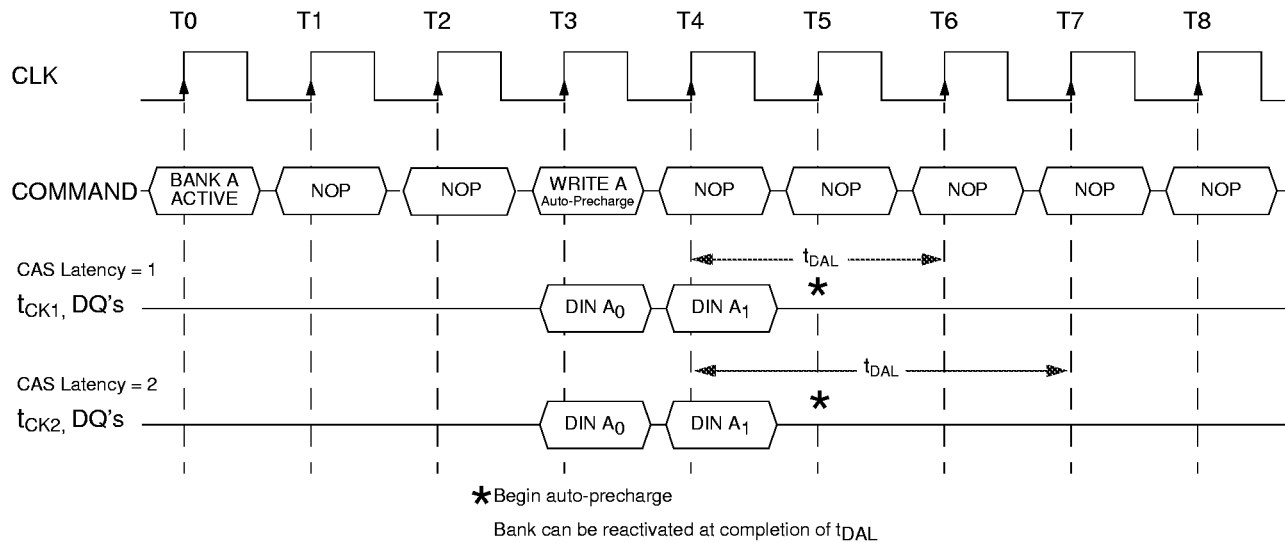 T0 T1 T2 T3 T4 T5 T6 T7 T8
CLK
COMMAND
BANK A
ACTIVE
NOP
NOP
WRITE A
Auto-Precharge
NOP
NOP
NOP
NOP
NOP
CAS Latency = 1
tCK1, DQ's
DIN A0
DIN A1
tDAL
*
CAS Latency = 2
tCK2, DQ's
DIN A0
DIN A1
tDAL
*
* Begin auto-precharge
Bank can be reactivated at completion of tDAL